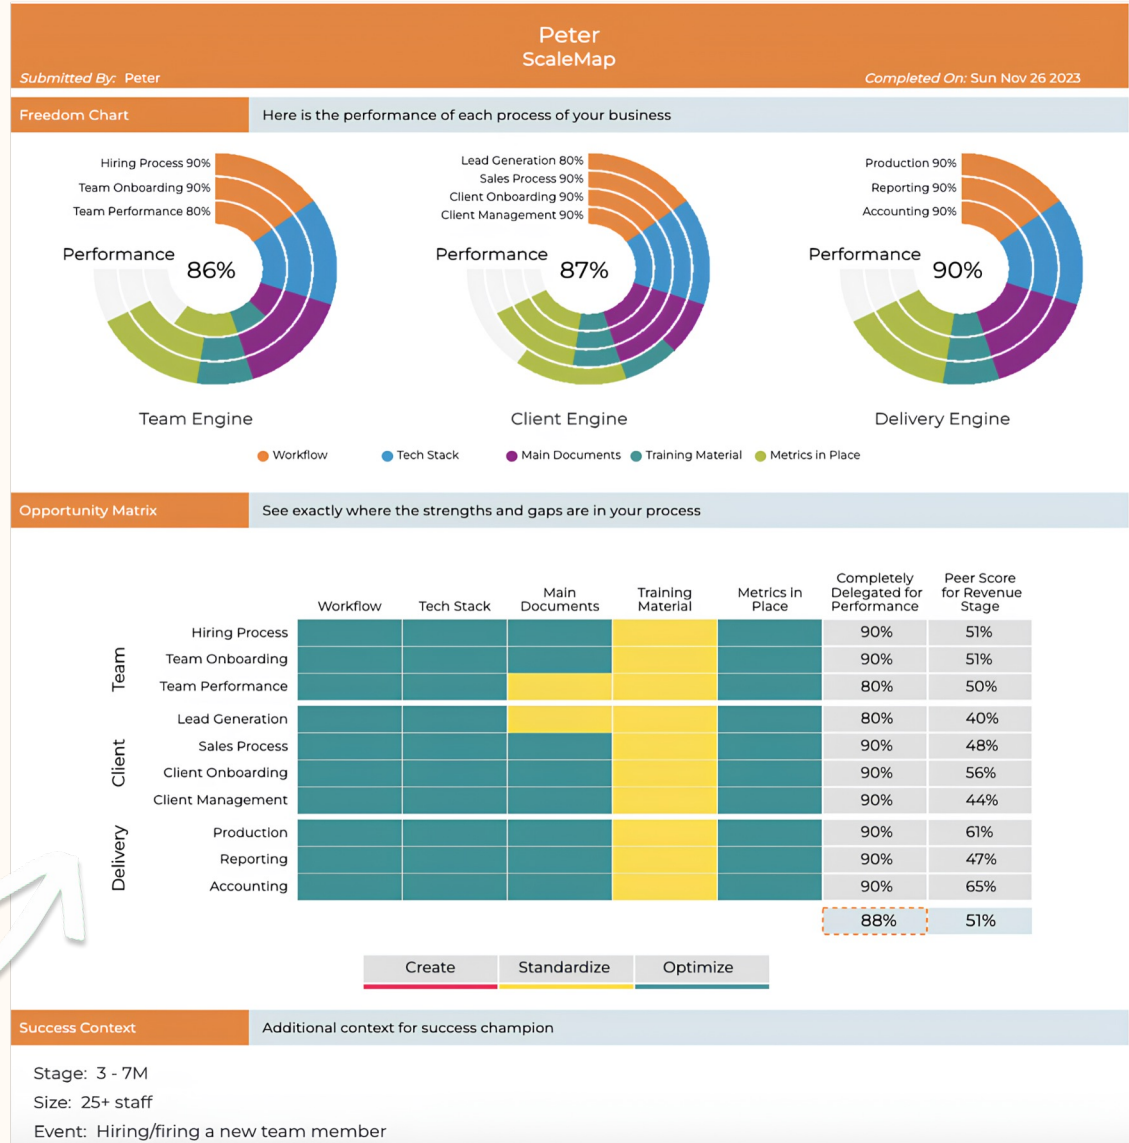 Peter
ScaleMap
Submitted By: Peter
Completed On: Sun Nov 26 2023
Freedom Chart
Here is the performance of each process of your business
Hiring Process 90%
Team Onboarding 90%
Team Performance 80%
Performance
86%
Team Engine
Lead Generation 80%
Sales Process 90%
Client Onboarding 90%
Client Management 90%
Performance
87%
Client Engine
Production 90%
Reporting 90%
Accounting 90%
Performance
90%
Delivery Engine
Workflow Tech Stack Main Documents Training Material Metrics in Place
Opportunity Matrix
See exactly where the strengths and gaps are in your process
Workflow
Tech Stack
Main
Documents
Training
Material
Metrics in
Place
Completely
Delegated for
Performance
Peer Score
for Revenue
Stage
Team
Hiring Process 90% 51%
Team Onboarding 90% 51%
Team Performance 80% 50%
Client
Lead Generation 80% 40%
Sales Process 90% 48%
Client Onboarding 90% 56%
Client Management 90% 44%
Delivery
Production 90% 61%
Reporting 90% 47%
Accounting 90% 65%
88% 51%
Create Standardize Optimize
Success Context
Additional context for success champion
Stage: 3 - 7M
Size: 25+ staff
Event: Hiring/firing a new team member